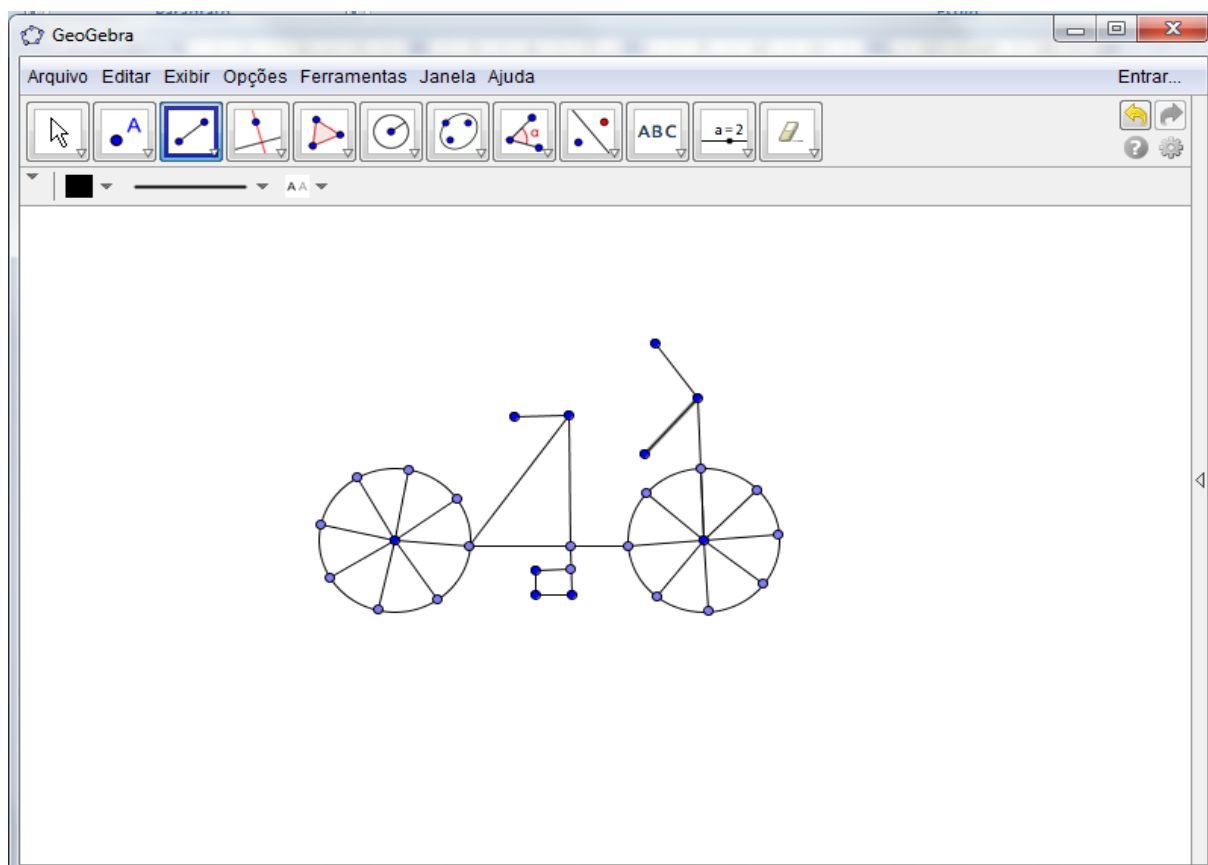 GeoGebra
Arquivo Editar Exibir Opções Ferramentas Janela Ajuda Entrar...
A α ABC a=2
A A